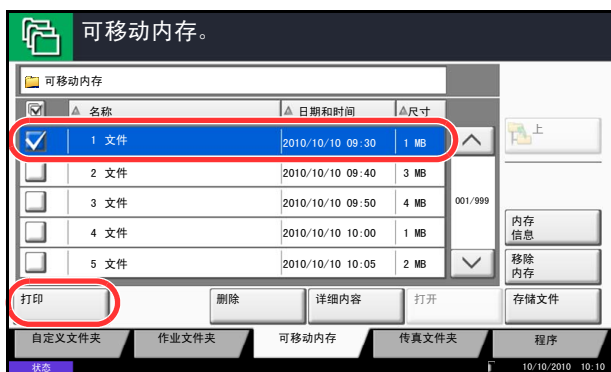 可移动内存。
可移动内存
名称 日期和时间 尺寸
1 文件 2010/10/10 09:30 1 MB
上
2 文件 2010/10/10 09:40 3 MB
3 文件 2010/10/10 09:50 4 MB
001/999
4 文件 2010/10/10 10:00 1 MB
内存
信息
5 文件 2010/10/10 10:05 2 MB
移除
内存
打印 删除 详细内容 打开 存储文件
自定义文件夹 作业文件夹 可移动内存 传真文件夹 程序
状态 10/10/2010 10:10